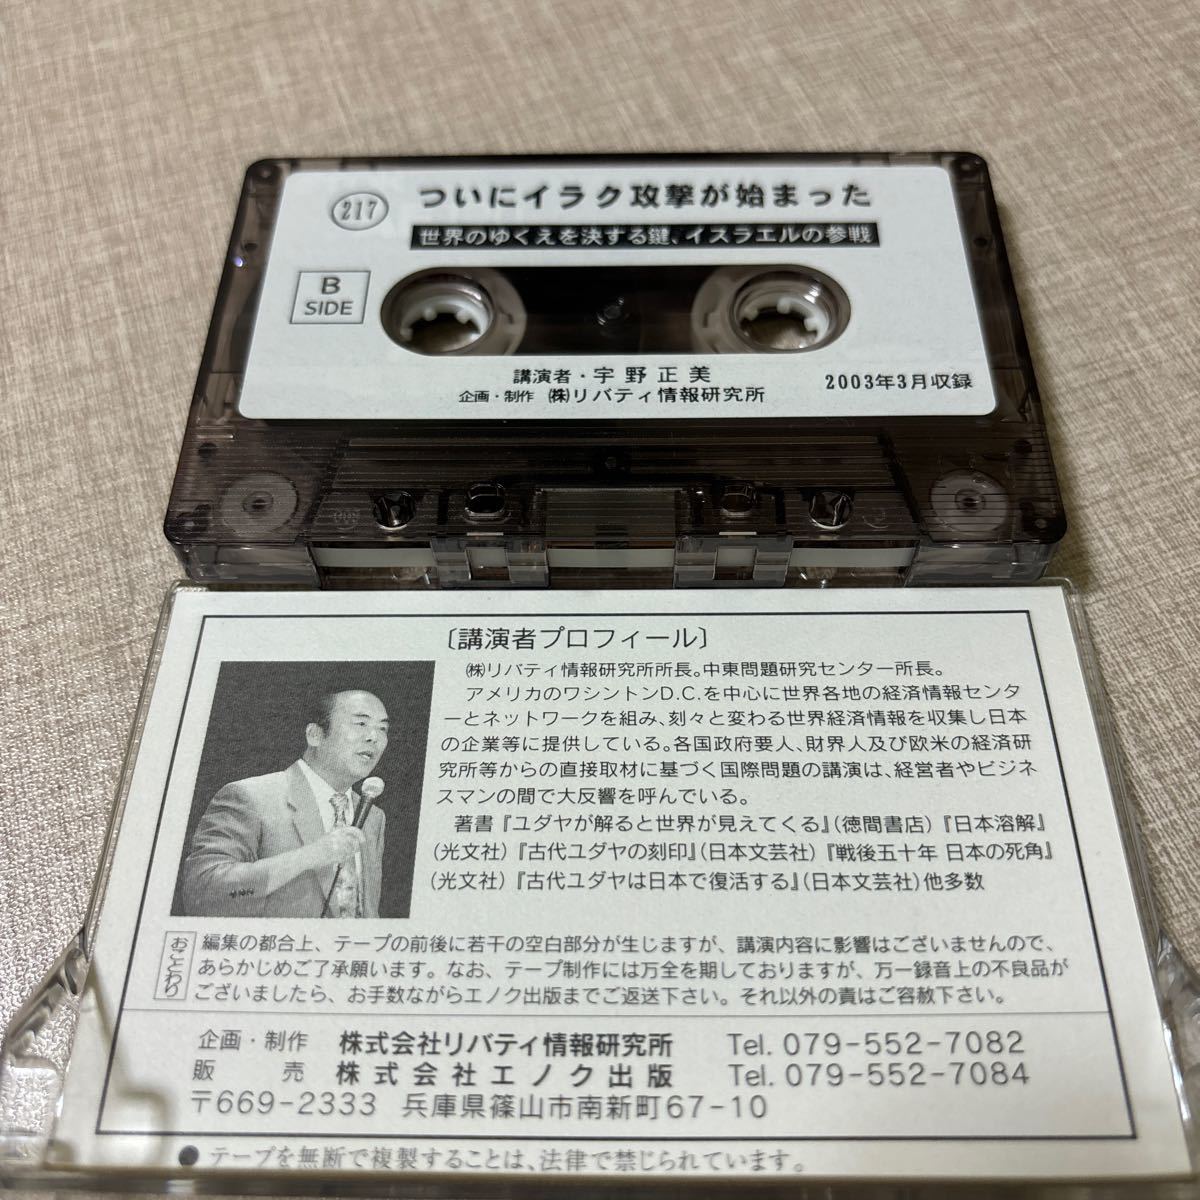 217
ついにイラク攻撃が始まった
世界のゆくえを決する鍵、イスラエルの参戦
B
SIDE
講演者・宇野正美
企画・制作 ㈱リバティ情報研究所
2003年3月収録
〔講演者プロフィール〕
㈱リバティ情報研究所所長。中東問題研究センター所長。
アメリカのワシントンD.C.を中心に世界各地の経済情報センタ
ーとネットワークを組み、刻々と変わる世界経済情報を収集し日本
の企業等に提供している。各国政府要人、財界人及び欧米の経済研
究所等からの直接取材に基づく国際問題の講演は、経営者やビジネ
スマンの間で大反響を呼んでいる。
著書『ユダヤが解ると世界が見えてくる』（徳間書店）『日本溶解』
（光文社）『古代ユダヤの刻印』（日本文芸社）『戦後五十年 日本の死角』
（光文社）『古代ユダヤは日本で復活する』（日本文芸社）他多数
おことわり
編集の都合上、テープの前後に若干の空白部分が生じますが、講演内容に影響はございませんので、
あらかじめご了承願います。なお、テープ制作には万全を期しておりますが、万一録音上の不良品が
ございましたら、お手数ながらエノク出版までご返送下さい。それ以外の責はご容赦下さい。
企画・制作 株式会社リバティ情報研究所 Tel. 079-552-7082
販売 株式会社エノク出版 Tel. 079-552-7084
〒669-2333 兵庫県篠山市南新町67-10
●テープを無断で複製することは、法律で禁じられています。